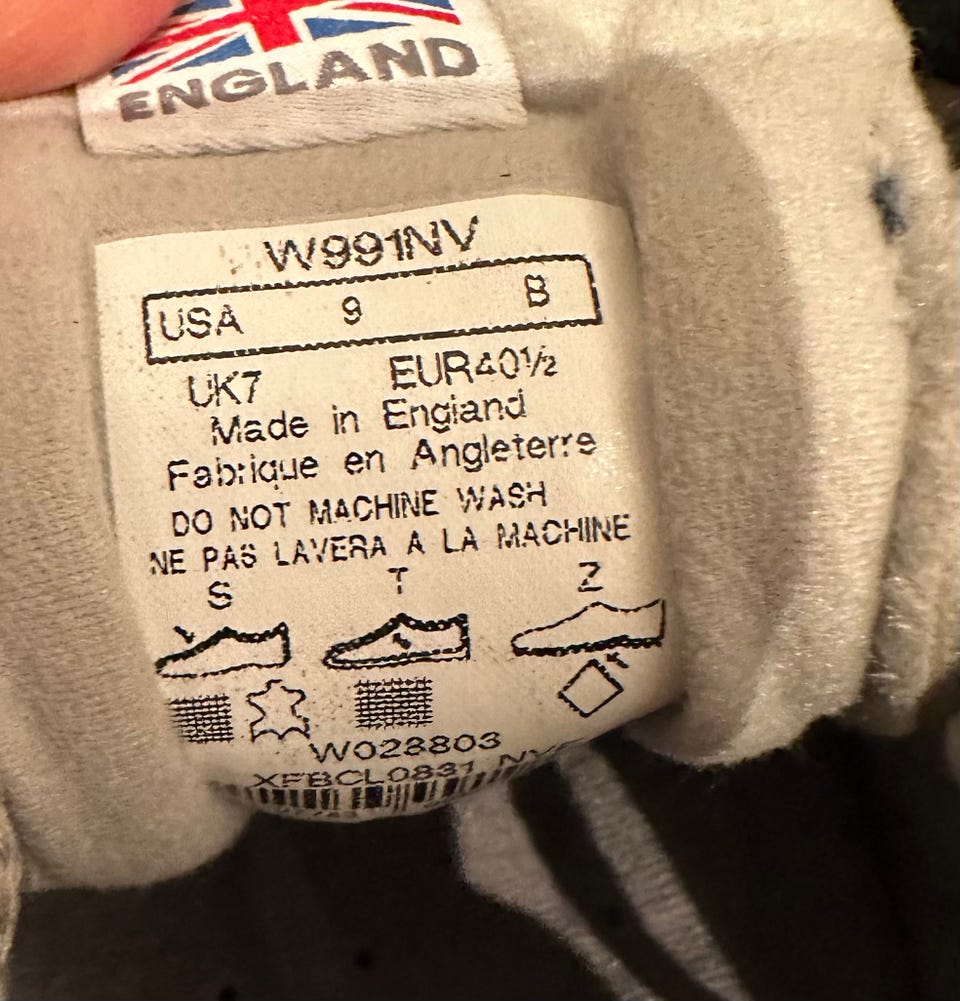 ENGLAND
W991NV
USA 9 B
UK7 EUR40½
Made in England
Fabrique en Angleterre
DO NOT MACHINE WASH
NE PAS LAVERA A LA MACHINE
S T Z
W028803
XFBCL0831